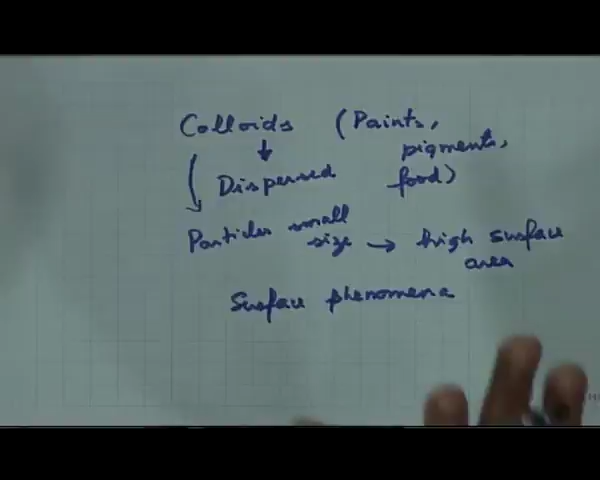 Colloids (Paints,
pigments,
Dispersed food)
Particles small
size → high surface
area
Surface phenomena